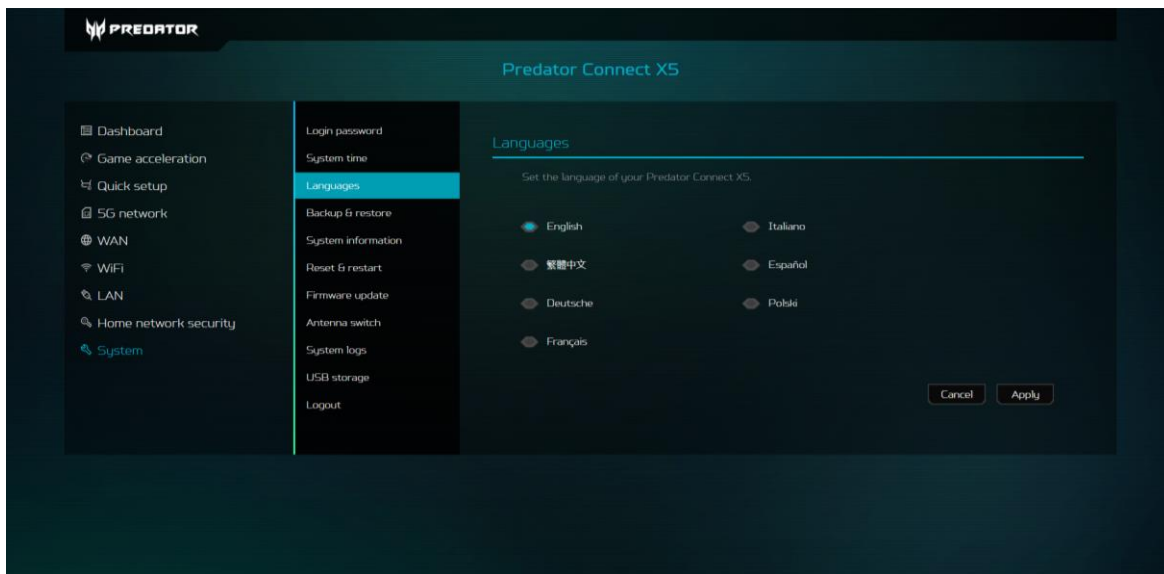 PREDATOR
Predator Connect X5
Dashboard
Game acceleration
Quick setup
5G network
WAN
WiFi
LAN
Home network security
System
Login password
System time
Languages
Backup & restore
System information
Reset & restart
Firmware update
Antenna switch
System logs
USB storage
Logout
Languages
Set the language of your Predator Connect X5.
English
Italiano
繁體中文
Español
Deutsche
Polski
Français
Cancel
Apply